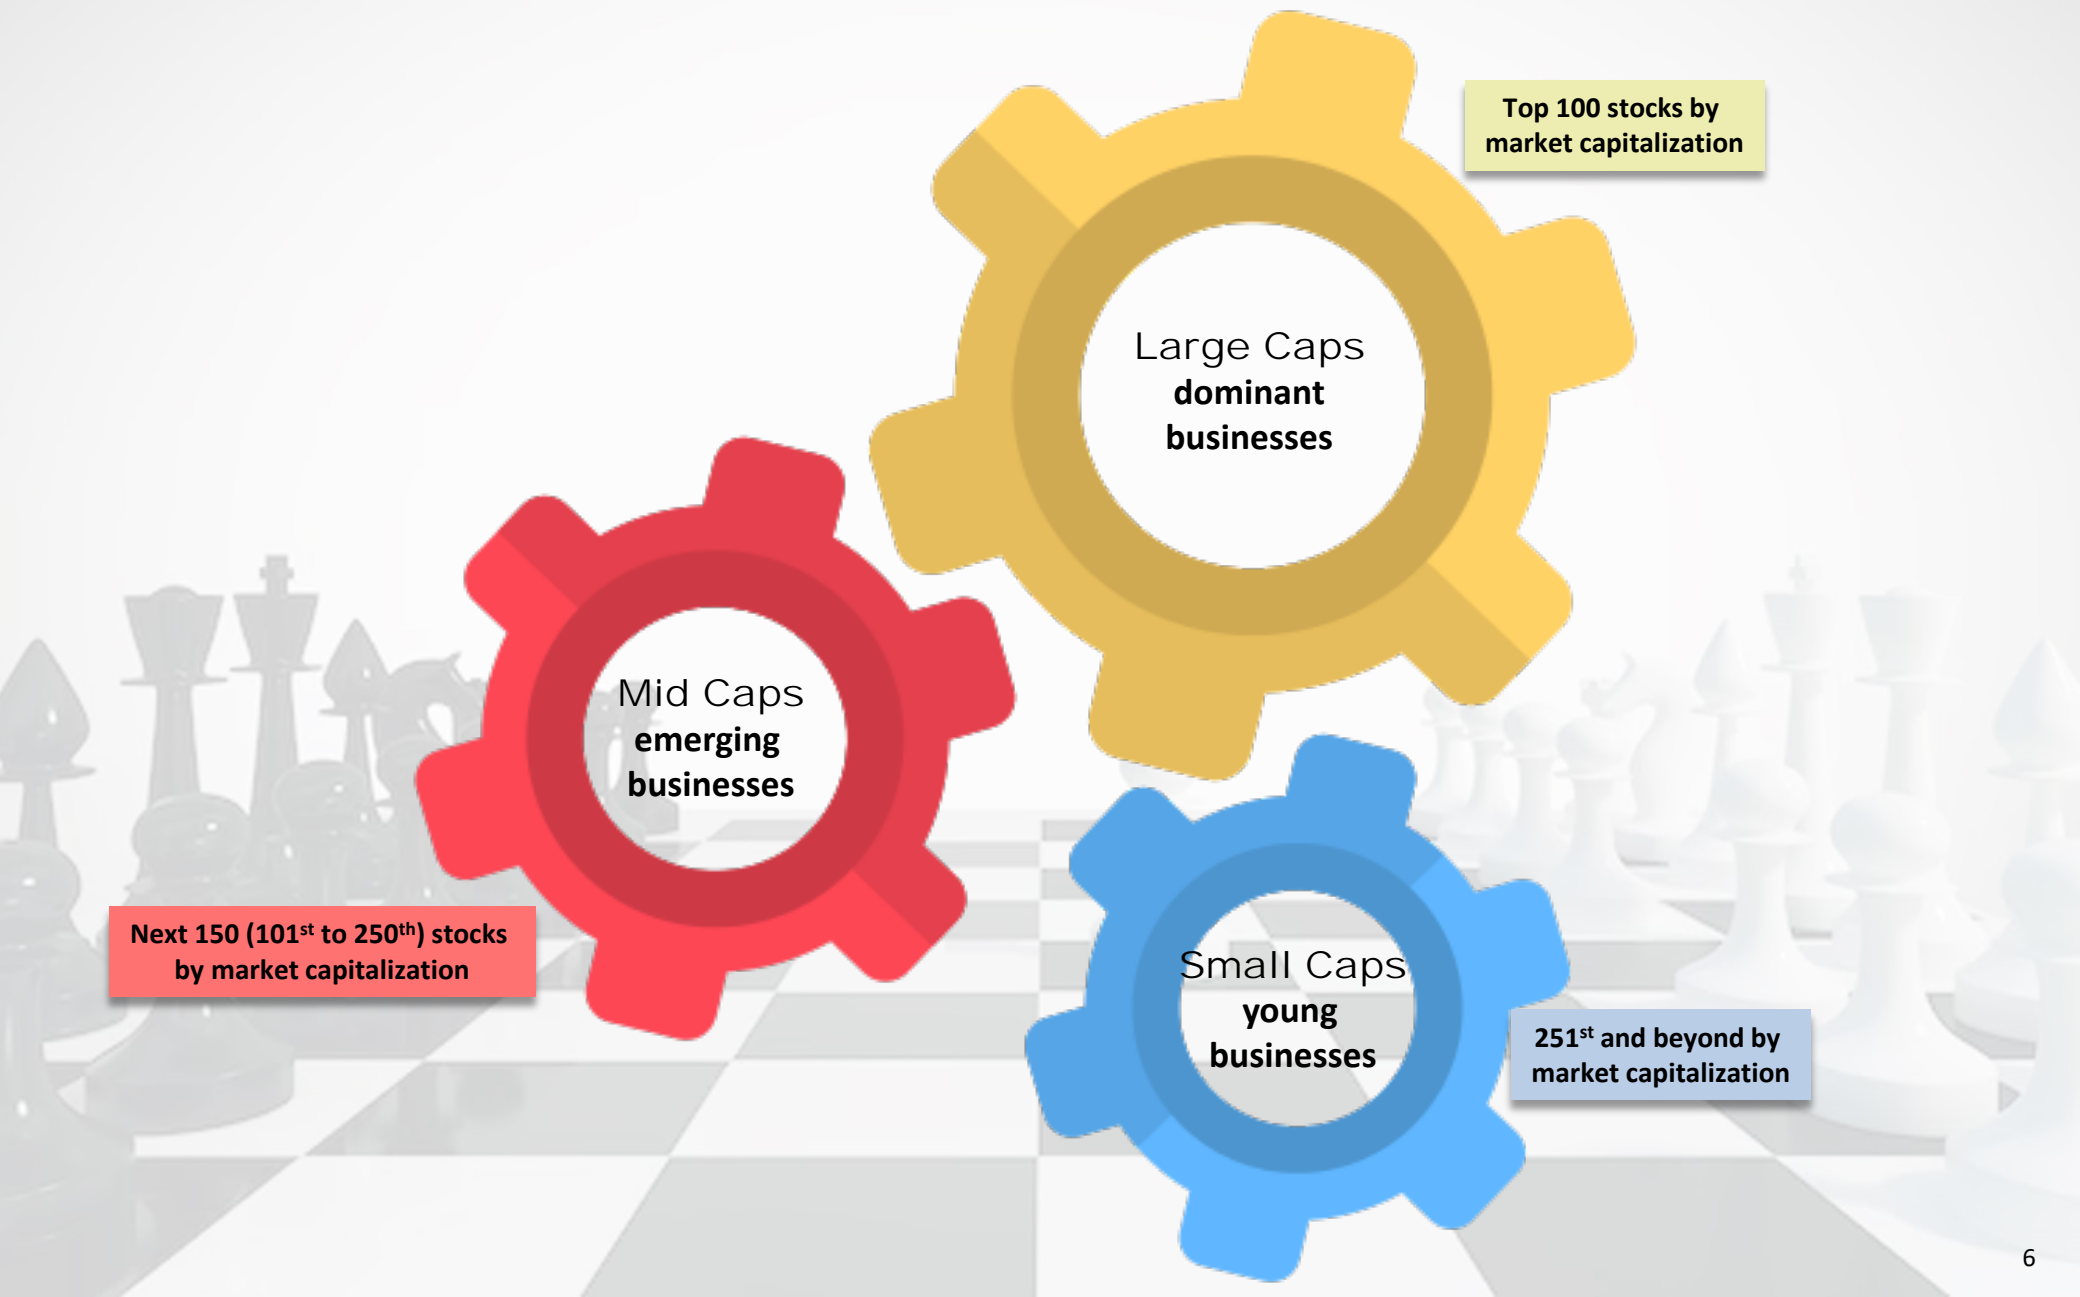 Top 100 stocks by
market capitalization
Large Caps
dominant
businesses
Mid Caps
emerging
businesses
Next 150 (101st to 250th) stocks
by market capitalization
Small Caps
young
businesses
251st and beyond by
market capitalization
6